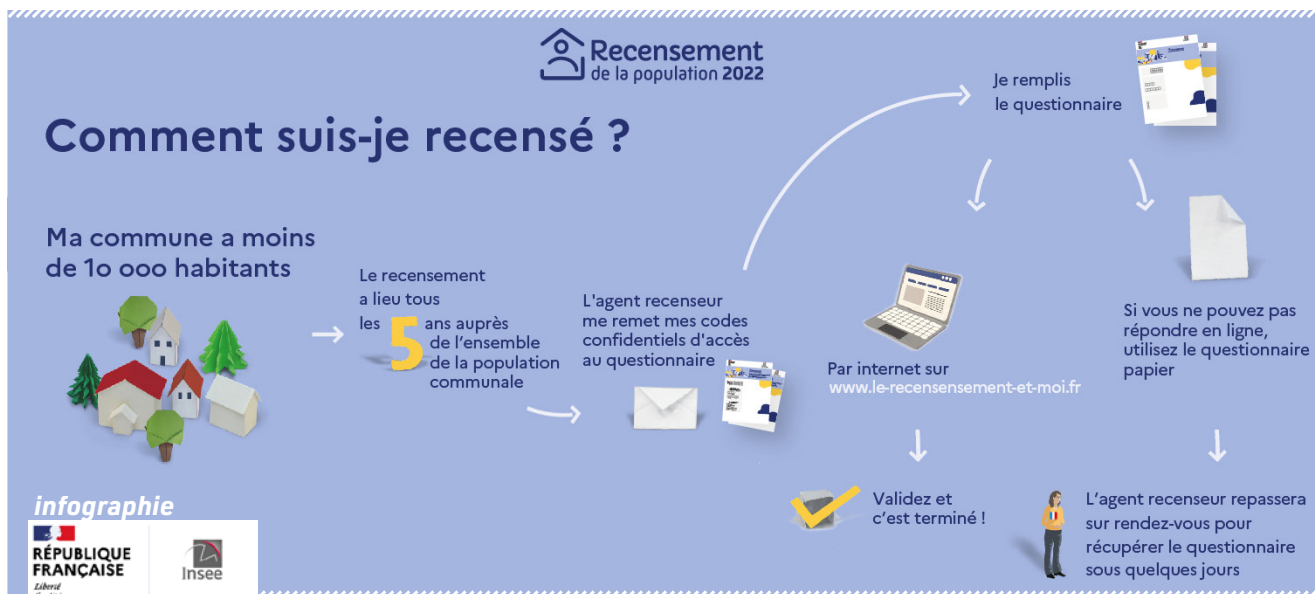 Recensement
de la population 2022
Comment suis-je recensé ?
Ma commune a moins
de 1o ooo habitants
Le recensement
a lieu tous
les 5 ans auprès
de l'ensemble
de la population
communale
L'agent recenseur
me remet mes codes
confidentiels d'accès
au questionnaire
Je remplis
le questionnaire
Par internet sur
www.le-recensensement-et-moi.fr
Validez et
c'est terminé !
Si vous ne pouvez pas
répondre en ligne,
utilisez le questionnaire
papier
L'agent recenseur repassera
sur rendez-vous pour
récupérer le questionnaire
sous quelques jours
infographie
RÉPUBLIQUE
FRANÇAISE
Liberté
Insee